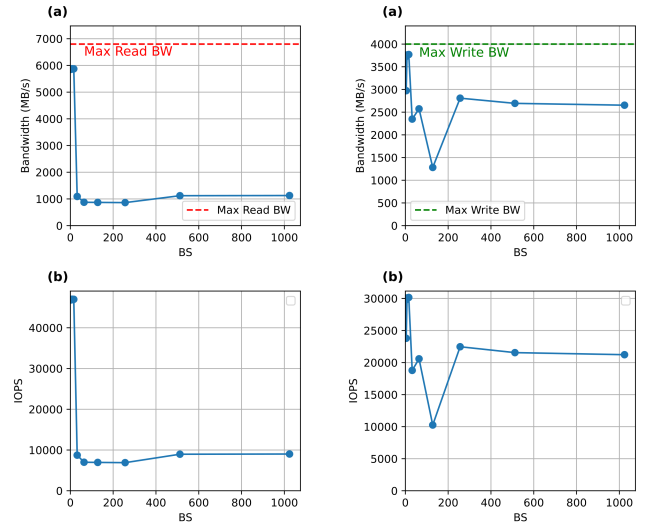 (a)
7000
6000
5000
4000
3000
2000
1000
0
Bandwidth (MB/s)
Max Read BW
Max Read BW
0 200 400 600 800 1000
BS
(a)
4000
3500
3000
2500
2000
1500
1000
500
0
Bandwidth (MB/s)
Max Write BW
Max Write BW
0 200 400 600 800 1000
BS
(b)
40000
30000
20000
10000
0
IOPS
0 200 400 600 800 1000
BS
(b)
30000
25000
20000
15000
10000
5000
0
IOPS
0 200 400 600 800 1000
BS